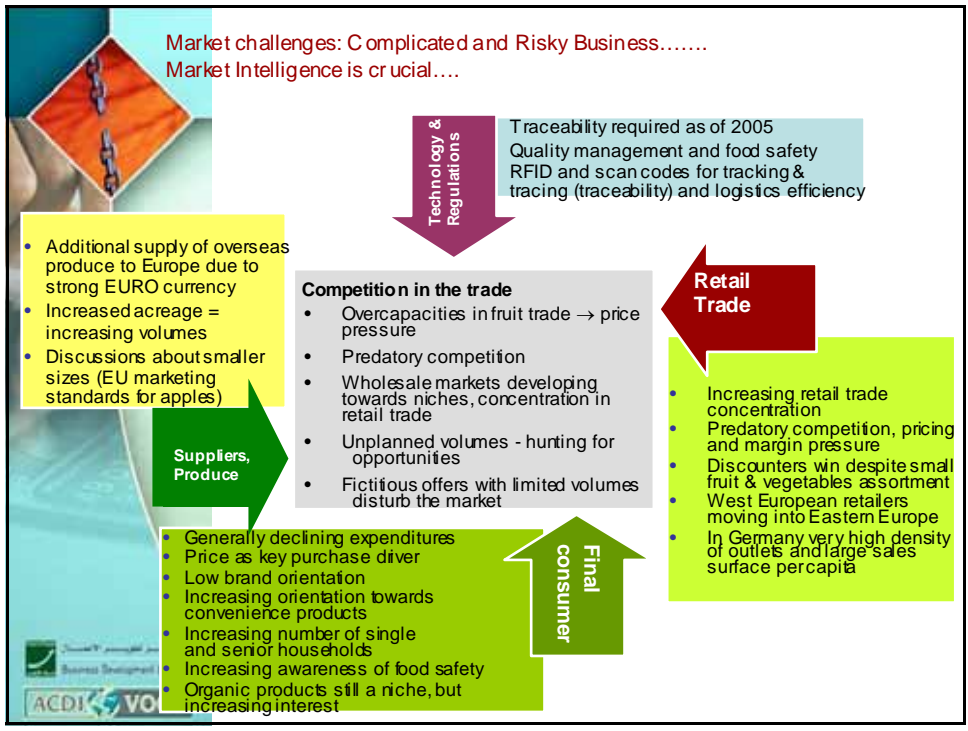 Market challenges: Complicated and Risky Business…….
Market Intelligence is crucial….
Technology &
Regulations
Traceability required as of 2005
Quality management and food safety
RFID and scan codes for tracking &
tracing (traceability) and logistics efficiency
• Additional supply of overseas
produce to Europe due to
strong EURO currency
• Increased acreage =
increasing volumes
• Discussions about smaller
sizes (EU marketing
standards for apples)
Suppliers,
Produce
Competition in the trade
• Overcapacities in fruit trade → price
pressure
• Predatory competition
• Wholesale markets developing
towards niches, concentration in
retail trade
• Unplanned volumes - hunting for
opportunities
• Fictitious offers with limited volumes
disturb the market
Retail
Trade
• Increasing retail trade
concentration
• Predatory competition, pricing
and margin pressure
• Discounters win despite small
fruit & vegetables assortment
• West European retailers
moving into Eastern Europe
• In Germany very high density
of outlets and large sales
surface per capita
• Generally declining expenditures
• Price as key purchase driver
• Low brand orientation
• Increasing orientation towards
convenience products
• Increasing number of single
and senior households
• Increasing awareness of food safety
• Organic products still a niche, but
increasing interest
Final
consumer
Business Development
ACDI VO